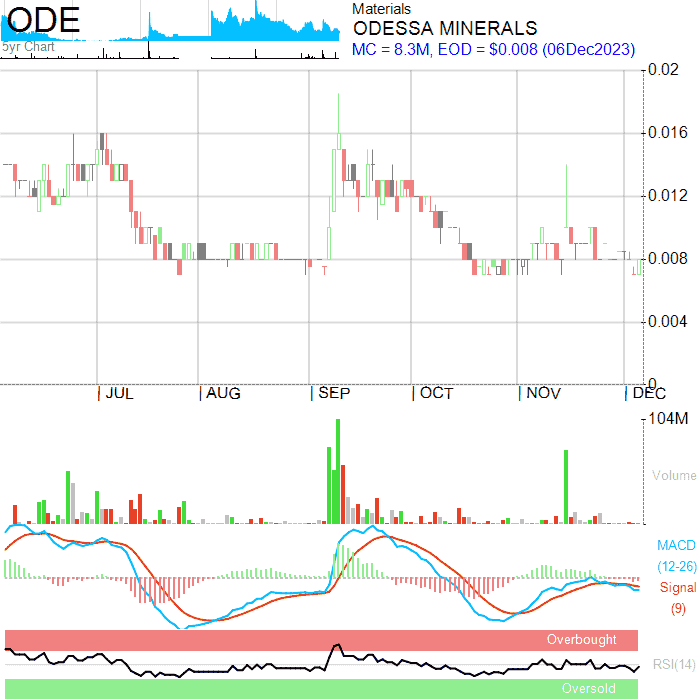 ODE
5yr Chart
Materials
ODESSA MINERALS
MC = 8.3M, EOD = $0.008 (06Dec2023)
0.02
0.016
0.012
0.008
0.004
0
JUL AUG SEP OCT NOV DEC
104M
Volume
MACD
(12-26)
Signal
(9)
Overbought
RSI(14)
Oversold